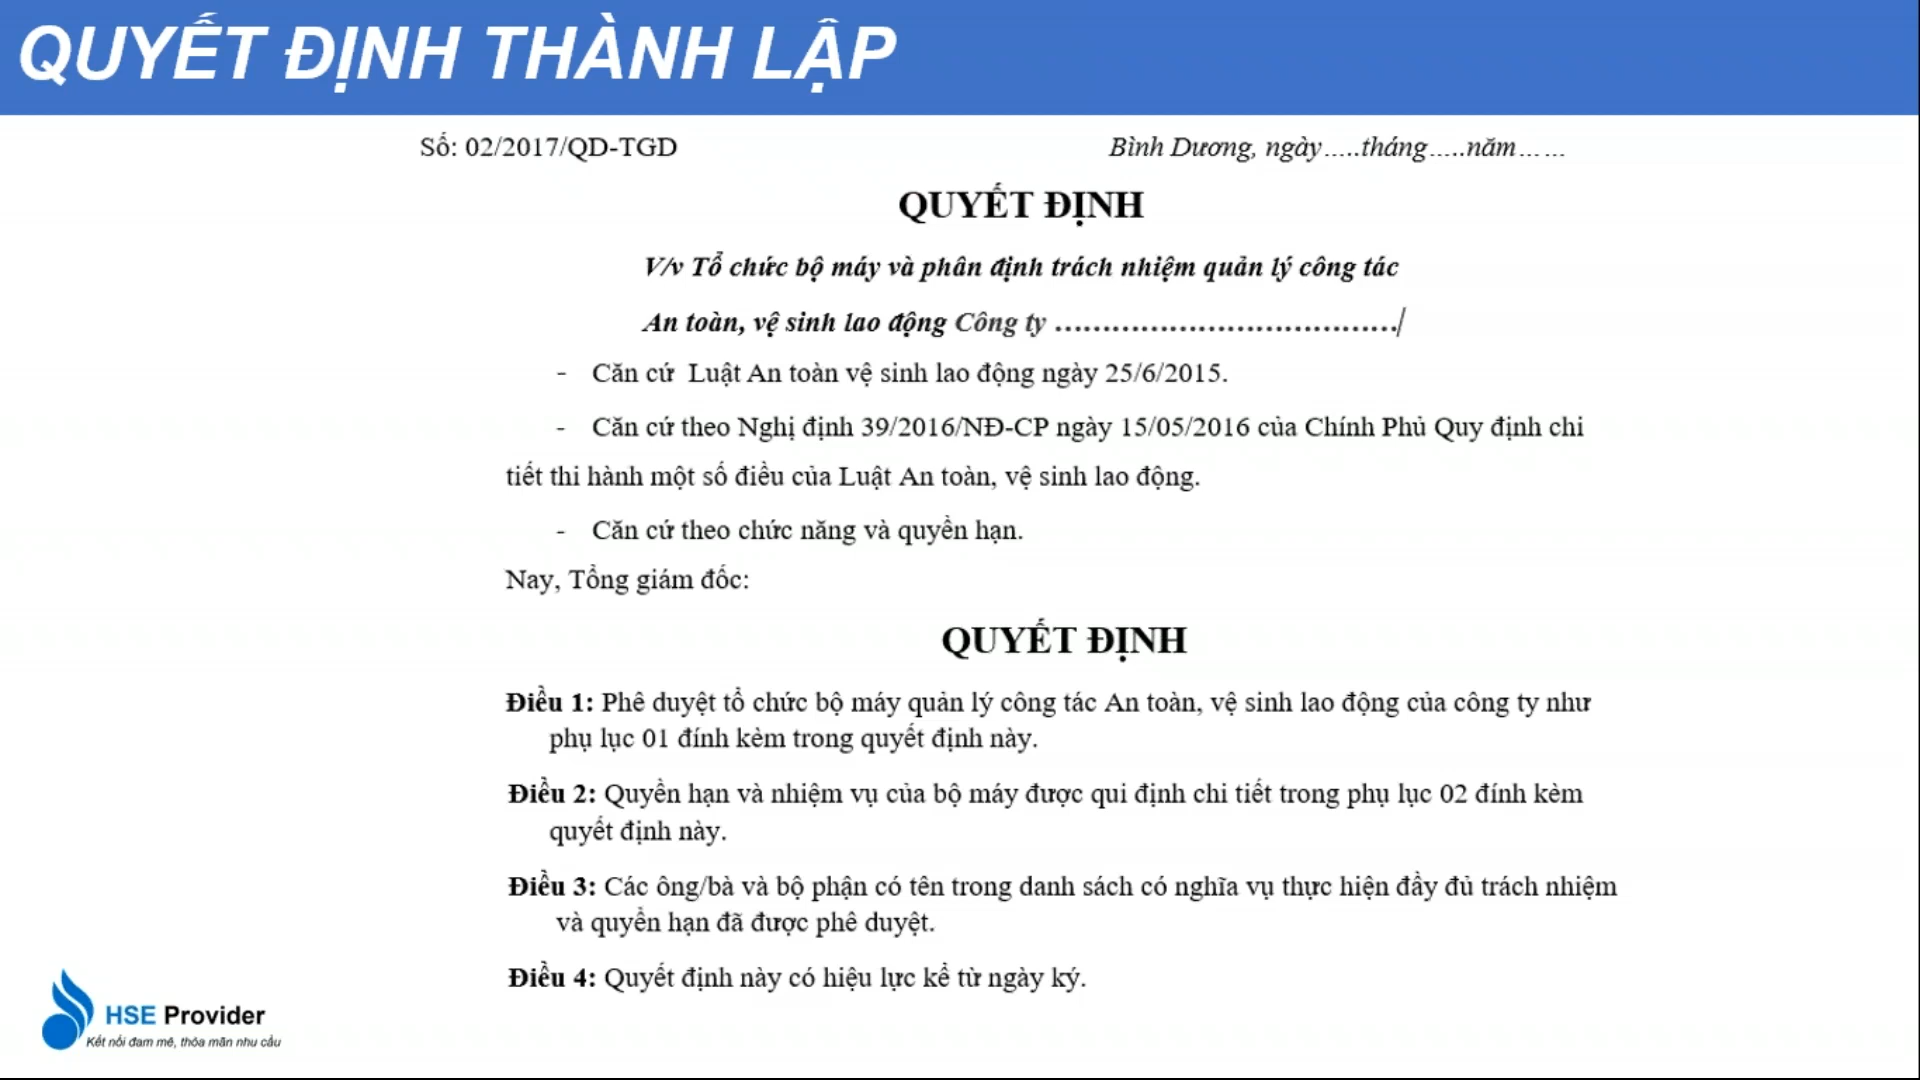 QUYẾT ĐỊNH THÀNH LẬP
Số: 02/2017/QD-TGD
Bình Dương, ngày.....tháng.....năm......
QUYẾT ĐỊNH
V/v Tổ chức bộ máy và phân định trách nhiệm quản lý công tác
An toàn, vệ sinh lao động Công ty ..................................../
- Căn cứ Luật An toàn vệ sinh lao động ngày 25/6/2015.
- Căn cứ theo Nghị định 39/2016/NĐ-CP ngày 15/05/2016 của Chính Phủ Quy định chi
tiết thi hành một số điều của Luật An toàn, vệ sinh lao động.
- Căn cứ theo chức năng và quyền hạn.
Nay, Tổng giám đốc:
QUYẾT ĐỊNH
Điều 1: Phê duyệt tổ chức bộ máy quản lý công tác An toàn, vệ sinh lao động của công ty như
phụ lục 01 đính kèm trong quyết định này.
Điều 2: Quyền hạn và nhiệm vụ của bộ máy được qui định chi tiết trong phụ lục 02 đính kèm
quyết định này.
Điều 3: Các ông/bà và bộ phận có tên trong danh sách có nghĩa vụ thực hiện đầy đủ trách nhiệm
và quyền hạn đã được phê duyệt.
Điều 4: Quyết định này có hiệu lực kể từ ngày ký.
HSE Provider
Kết nối đam mê, thỏa mãn nhu cầu